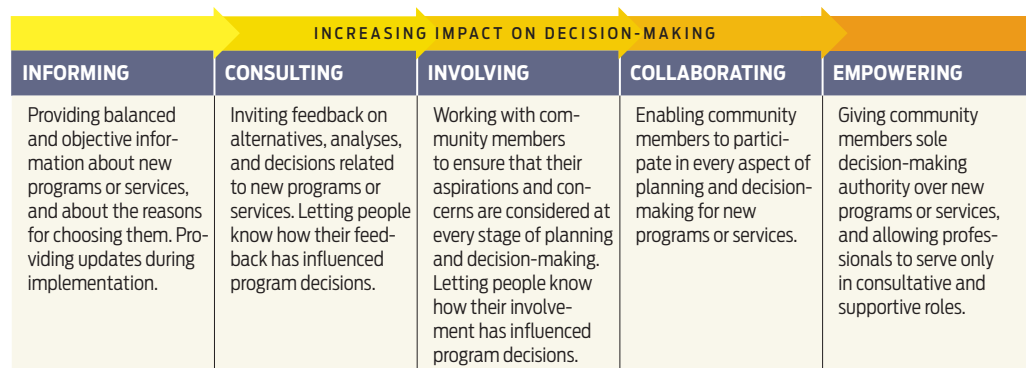 INCREASING IMPACT ON DECISION-MAKING
INFORMING
Providing balanced
and objective infor-
mation about new
programs or services,
and about the reasons
for choosing them. Pro-
viding updates during
implementation.
CONSULTING
Inviting feedback on
alternatives, analyses,
and decisions related
to new programs or
services. Letting people
know how their feed-
back has influenced
program decisions.
INVOLVING
Working with com-
munity members
to ensure that their
aspirations and con-
cerns are considered at
every stage of planning
and decision-making.
Letting people know
how their involve-
ment has influenced
program decisions.
COLLABORATING
Enabling community
members to partici-
pate in every aspect of
planning and decision-
making for new
programs or services.
EMPOWERING
Giving community
members sole
decision-making
authority over new
programs or services,
and allowing profes-
sionals to serve only
in consultative and
supportive roles.